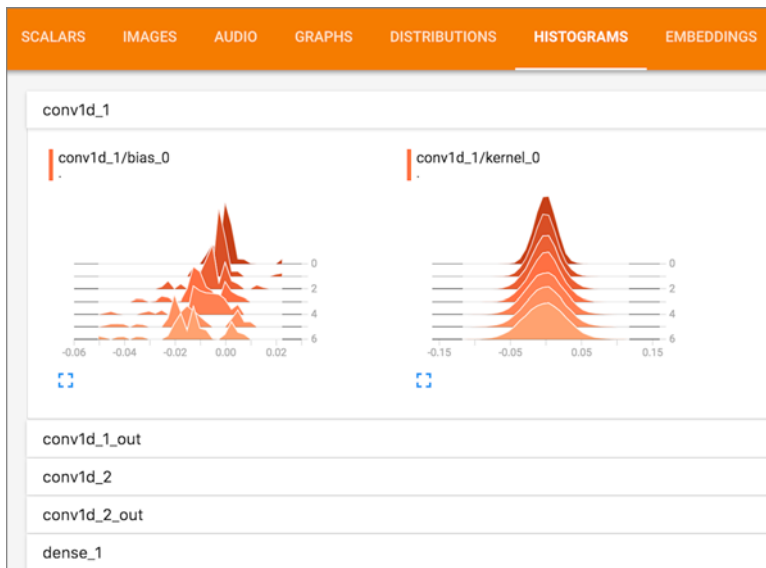 SCALARS IMAGES AUDIO GRAPHS DISTRIBUTIONS HISTOGRAMS EMBEDDINGS
conv1d_1
conv1d_1/bias_0 conv1d_1/kernel_0
. .
0 0
2 2
4 4
6 6
-0.06 -0.04 -0.02 0.00 0.02 -0.15 -0.05 0.05 0.15
conv1d_1_out
conv1d_2
conv1d_2_out
dense_1